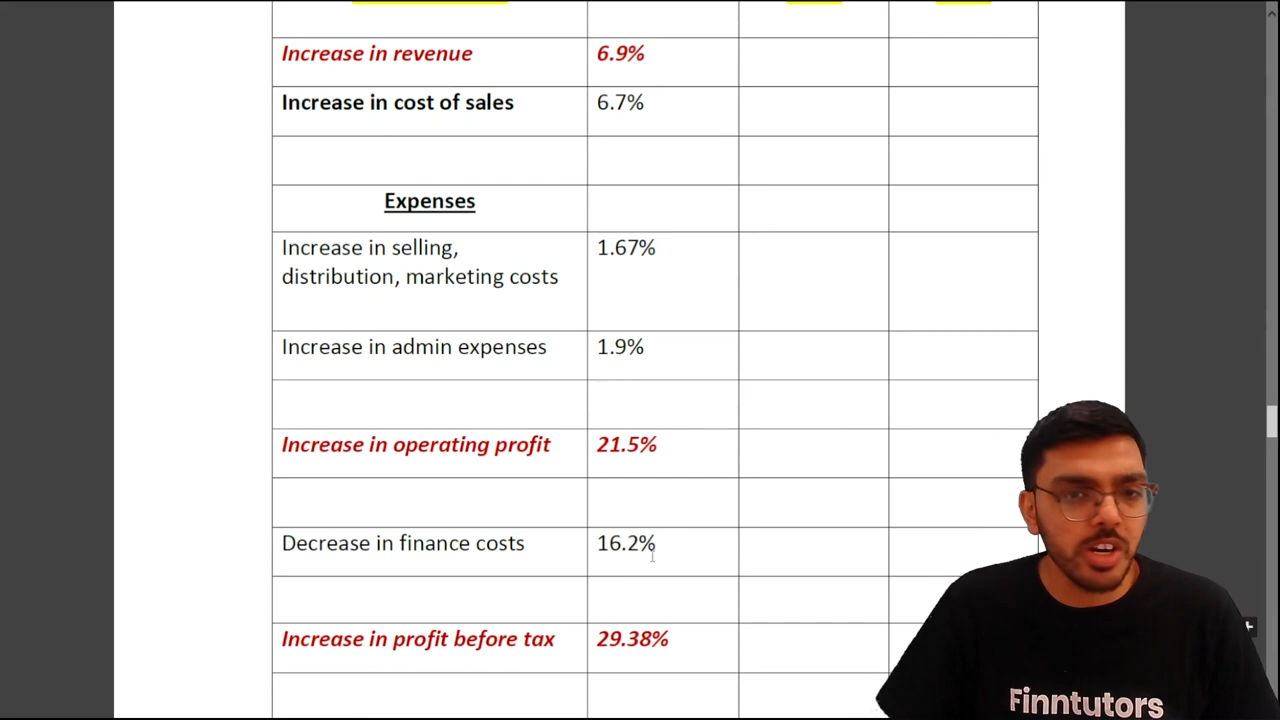 Increase in revenue 6.9%
Increase in cost of sales 6.7%
Expenses
Increase in selling, 1.67%
distribution, marketing costs
Increase in admin expenses 1.9%
Increase in operating profit 21.5%
Decrease in finance costs 16.2%
Increase in profit before tax 29.38%
Finntutors